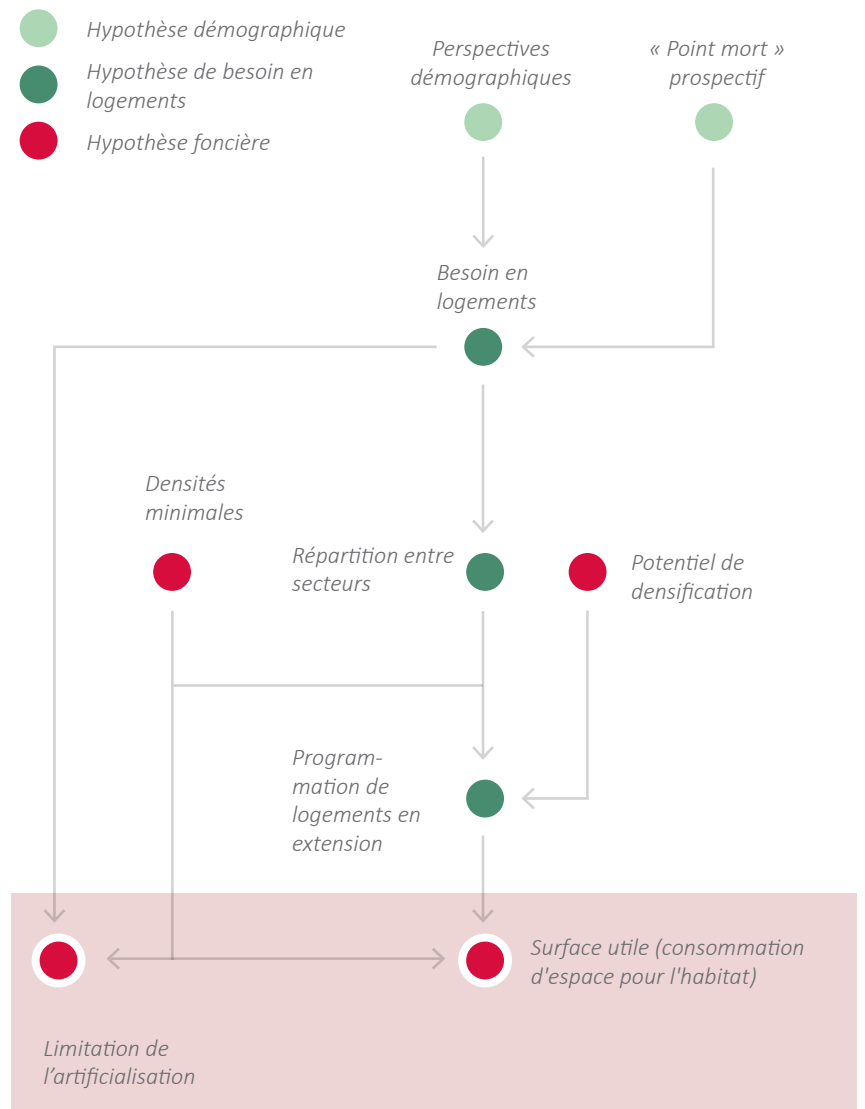 Hypothèse démographique
Hypothèse de besoin en
logements
Hypothèse foncière
Perspectives
démographiques
« Point mort »
prospectif
Besoin en
logements
Densités
minimales
Répartition entre
secteurs
Potentiel de
densification
Program-
mation de
logements en
extension
Surface utile (consommation
d'espace pour l'habitat)
Limitation de
l’artificialisation